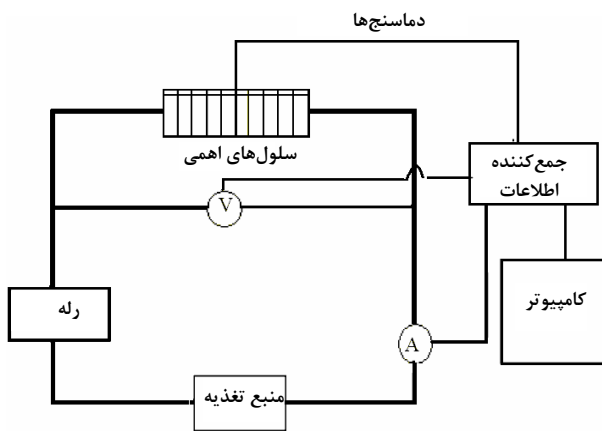 دماسنج‌ها
سلول‌های اهمی
جمع‌کننده
اطلاعات
V
کامپیوتر
رله
A
منبع تغذیه